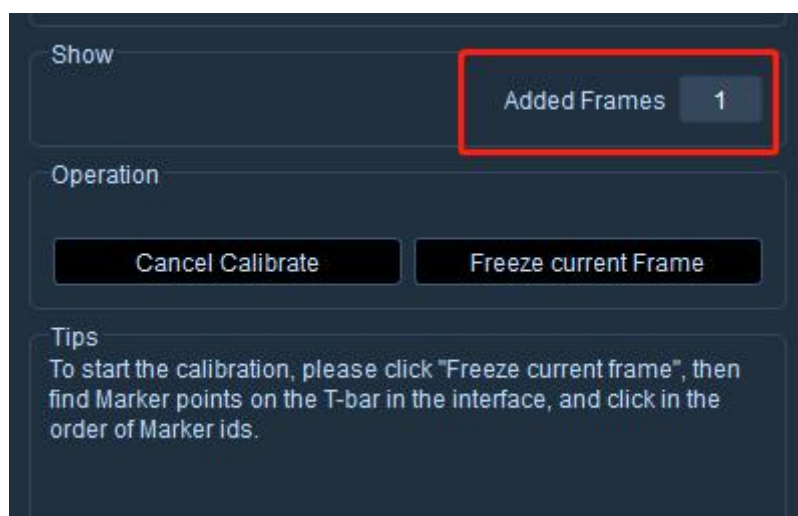 Show
Added Frames 1
Operation
Cancel Calibrate Freeze current Frame
Tips
To start the calibration, please click "Freeze current frame", then
find Marker points on the T-bar in the interface, and click in the
order of Marker ids.